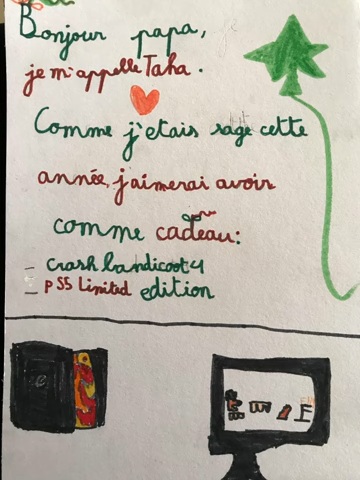 Bonjour papa,
je m'appelle Taha.
Comme j'etais sage cette
année, j'aimerai avoir
comme cadeau:
_ crash bandicoot 4
_ PS5 Limited edition